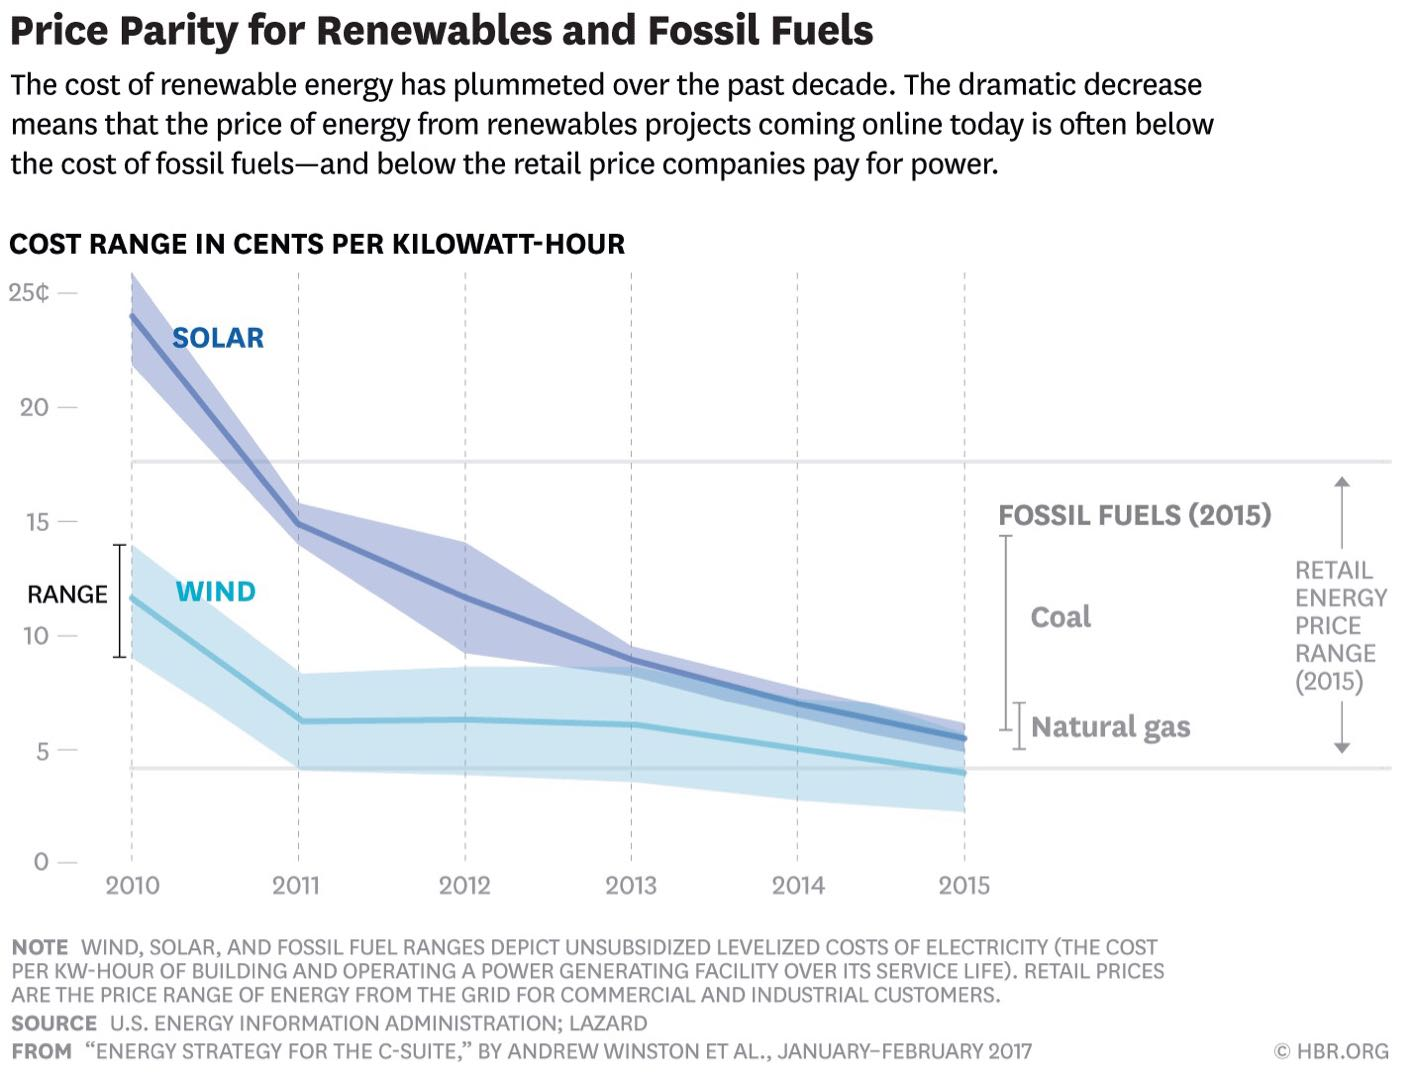 Price Parity for Renewables and Fossil Fuels
The cost of renewable energy has plummeted over the past decade. The dramatic decrease
means that the price of energy from renewables projects coming online today is often below
the cost of fossil fuels—and below the retail price companies pay for power.
COST RANGE IN CENTS PER KILOWATT-HOUR
25¢
20
15
10
5
0
SOLAR
WIND
RANGE
FOSSIL FUELS (2015)
Coal
Natural gas
RETAIL
ENERGY
PRICE
RANGE
(2015)
2010 2011 2012 2013 2014 2015
NOTE WIND, SOLAR, AND FOSSIL FUEL RANGES DEPICT UNSUBSIDIZED LEVELIZED COSTS OF ELECTRICITY (THE COST
PER KW-HOUR OF BUILDING AND OPERATING A POWER GENERATING FACILITY OVER ITS SERVICE LIFE). RETAIL PRICES
ARE THE PRICE RANGE OF ENERGY FROM THE GRID FOR COMMERCIAL AND INDUSTRIAL CUSTOMERS.
SOURCE U.S. ENERGY INFORMATION ADMINISTRATION; LAZARD
FROM “ENERGY STRATEGY FOR THE C-SUITE,” BY ANDREW WINSTON ET AL., JANUARY–FEBRUARY 2017
© HBR.ORG